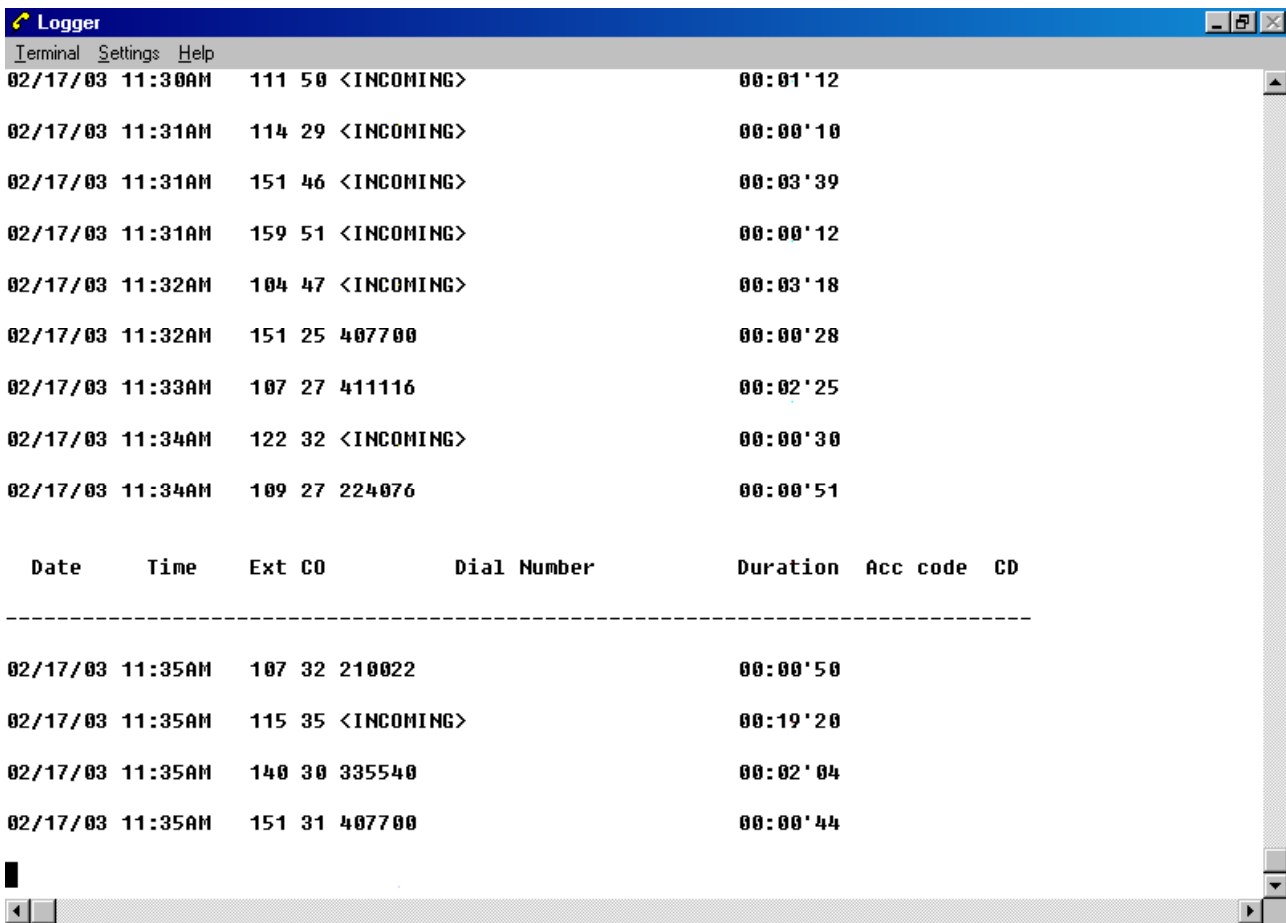 Logger
Terminal Settings Help
02/17/03 11:30AM 111 50 <INCOMING> 00:01'12
02/17/03 11:31AM 114 29 <INCOMING> 00:00'10
02/17/03 11:31AM 151 46 <INCOMING> 00:03'39
02/17/03 11:31AM 159 51 <INCOMING> 00:00'12
02/17/03 11:32AM 104 47 <INCOMING> 00:03'18
02/17/03 11:32AM 151 25 407700 00:00'28
02/17/03 11:33AM 107 27 411116 00:02'25
02/17/03 11:34AM 122 32 <INCOMING> 00:00'30
02/17/03 11:34AM 109 27 224076 00:00'51
Date Time Ext CO Dial Number Duration Acc code CD
--------------------------------------------------------------------------------
02/17/03 11:35AM 107 32 210022 00:00'50
02/17/03 11:35AM 115 35 <INCOMING> 00:19'20
02/17/03 11:35AM 140 30 335540 00:02'04
02/17/03 11:35AM 151 31 407700 00:00'44